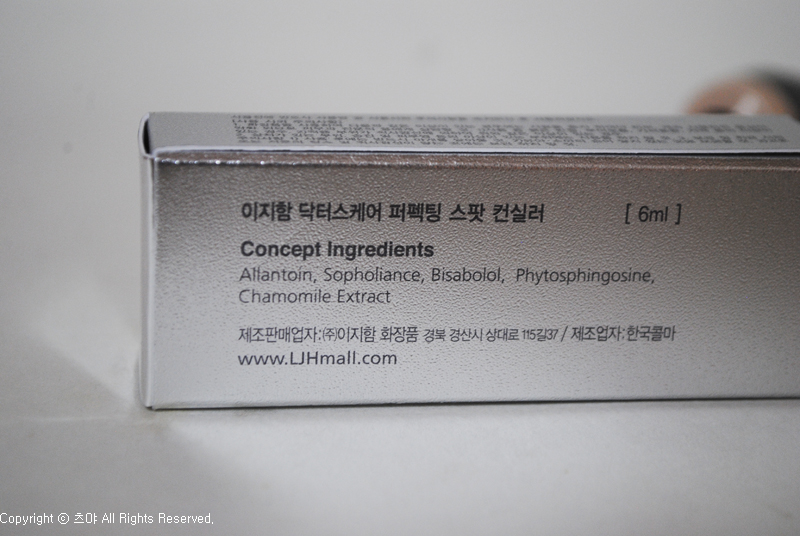 이지함 닥터스케어 퍼펙팅 스팟 컨실러 [ 6ml ]
Concept Ingredients
Allantoin, Sopholiance, Bisabolol, Phytosphingosine,
Chamomile Extract
제조판매업자:㈜이지함 화장품 경북 경산시 상대로 115길37 / 제조업자:한국콜마
www.LJHmall.com
Copyright ⓒ 츠야 All Rights Reserved.